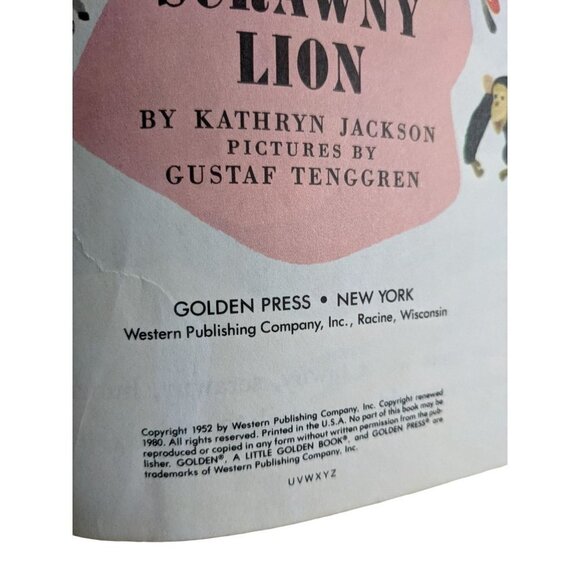 SCRAWNY
LION
BY KATHRYN JACKSON
PICTURES BY
GUSTAF TENGGREN
GOLDEN PRESS • NEW YORK
Western Publishing Company, Inc., Racine, Wisconsin
Copyright 1952 by Western Publishing Company, Inc. Copyright renewed
1980. All rights reserved. Printed in the U.S.A. No part of this book may be
reproduced or copied in any form without written permission from the pub-
lisher. GOLDEN®, A LITTLE GOLDEN BOOK®, and GOLDEN PRESS® are
trademarks of Western Publishing Company, Inc.
UVWXYZ